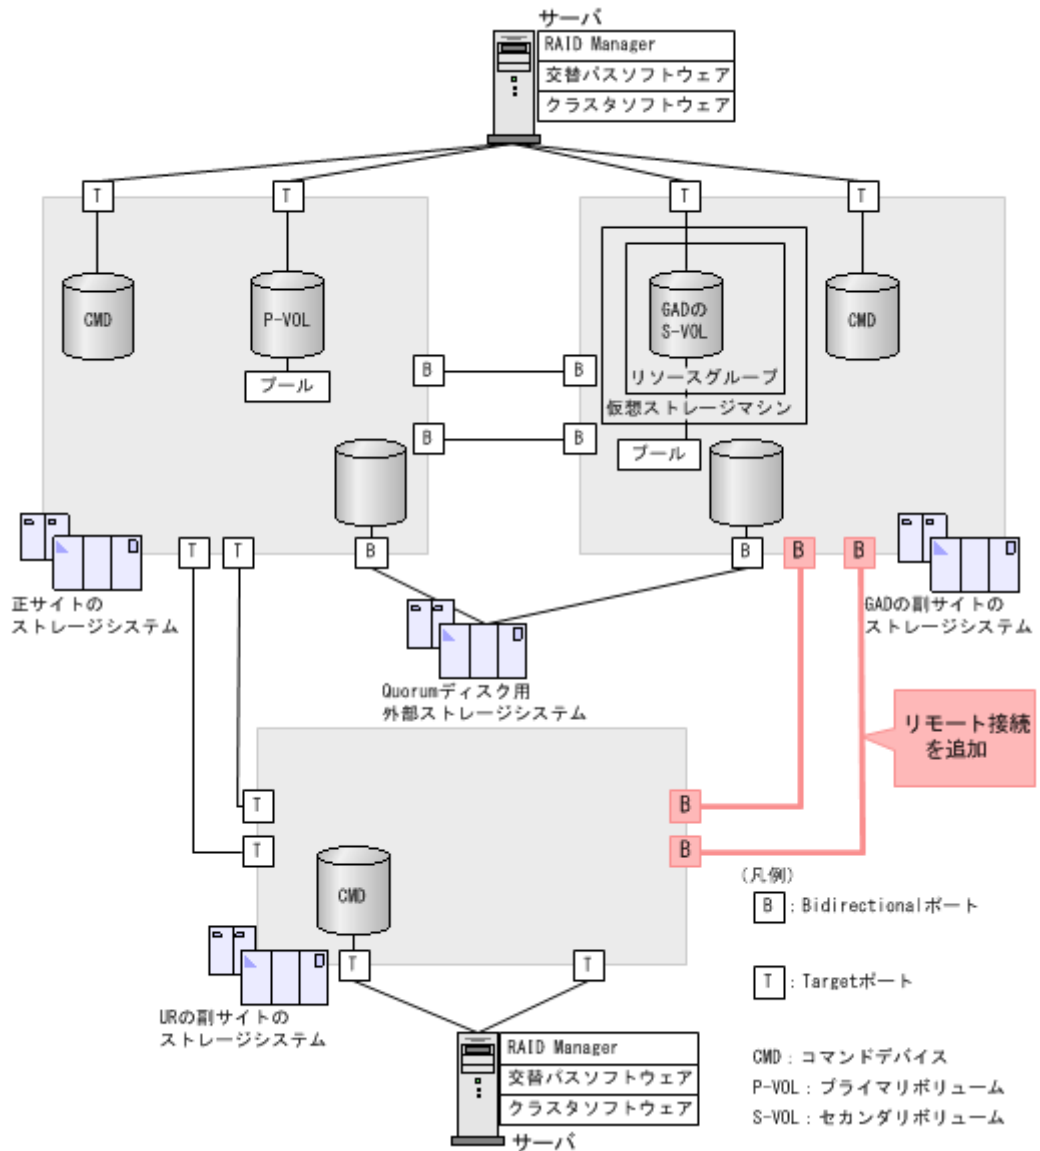 サーバ
RAID Manager
交替パスソフトウェア
クラスタソフトウェア
T
T
T
T
CMD
P-VOL
GADの
S-VOL
CMD
プール
リソースグループ
仮想ストレージマシン
プール
B
B
B
B
T
T
B
B
B
B
正サイトの
ストレージシステム
GADの副サイトの
ストレージシステム
Quorumディスク用
外部ストレージシステム
リモート接続
を追加
T
T
B
B
CMD
T
T
URの副サイトの
ストレージシステム
サーバ
RAID Manager
交替パスソフトウェア
クラスタソフトウェア
(凡例)
B : Bidirectionalポート
T : Targetポート
CMD : コマンドデバイス
P-VOL : プライマリボリューム
S-VOL : セカンダリボリューム